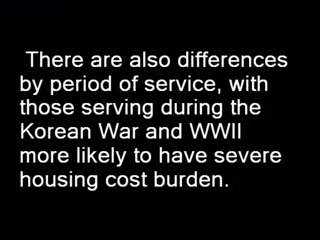 There are also differences
by period of service, with
those serving during the
Korean War and WWII
more likely to have severe
housing cost burden.